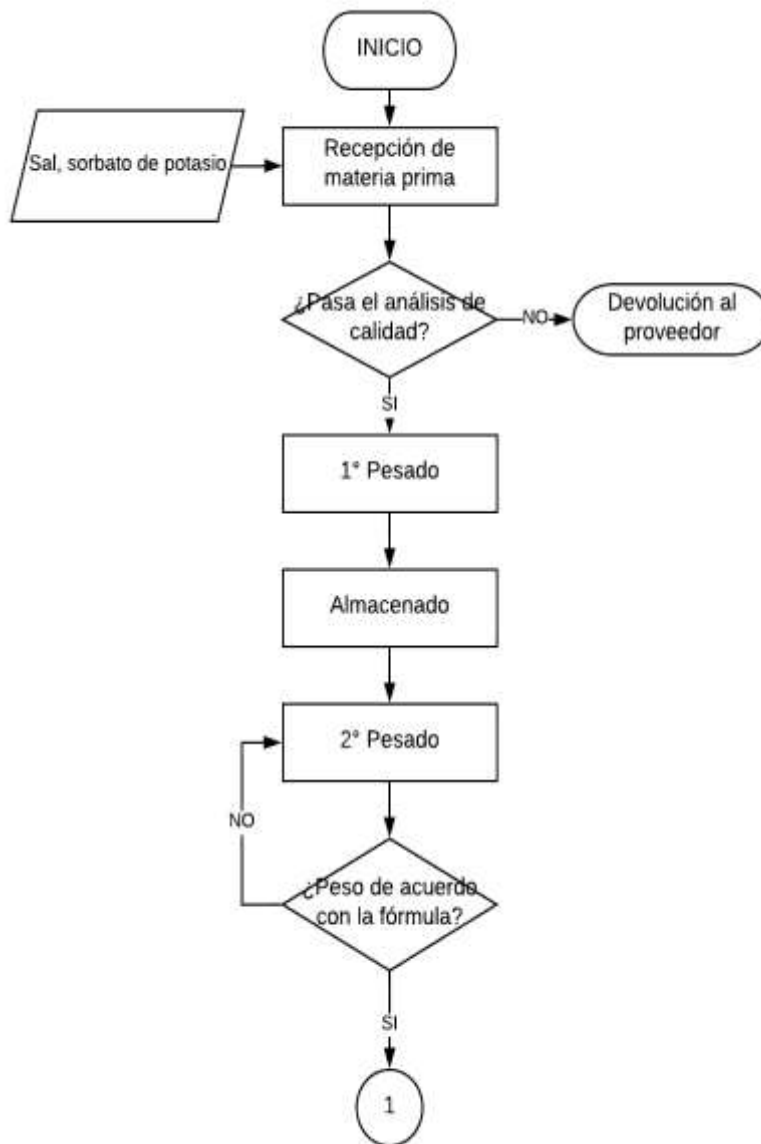 INICIO
Sal, sorbato de potasio
Recepción de
materia prima
¿Pasa el análisis de
calidad?
NO
Devolución al
proveedor
SI
1° Pesado
Almacenado
2° Pesado
NO
¿Peso de acuerdo
con la fórmula?
SI
1